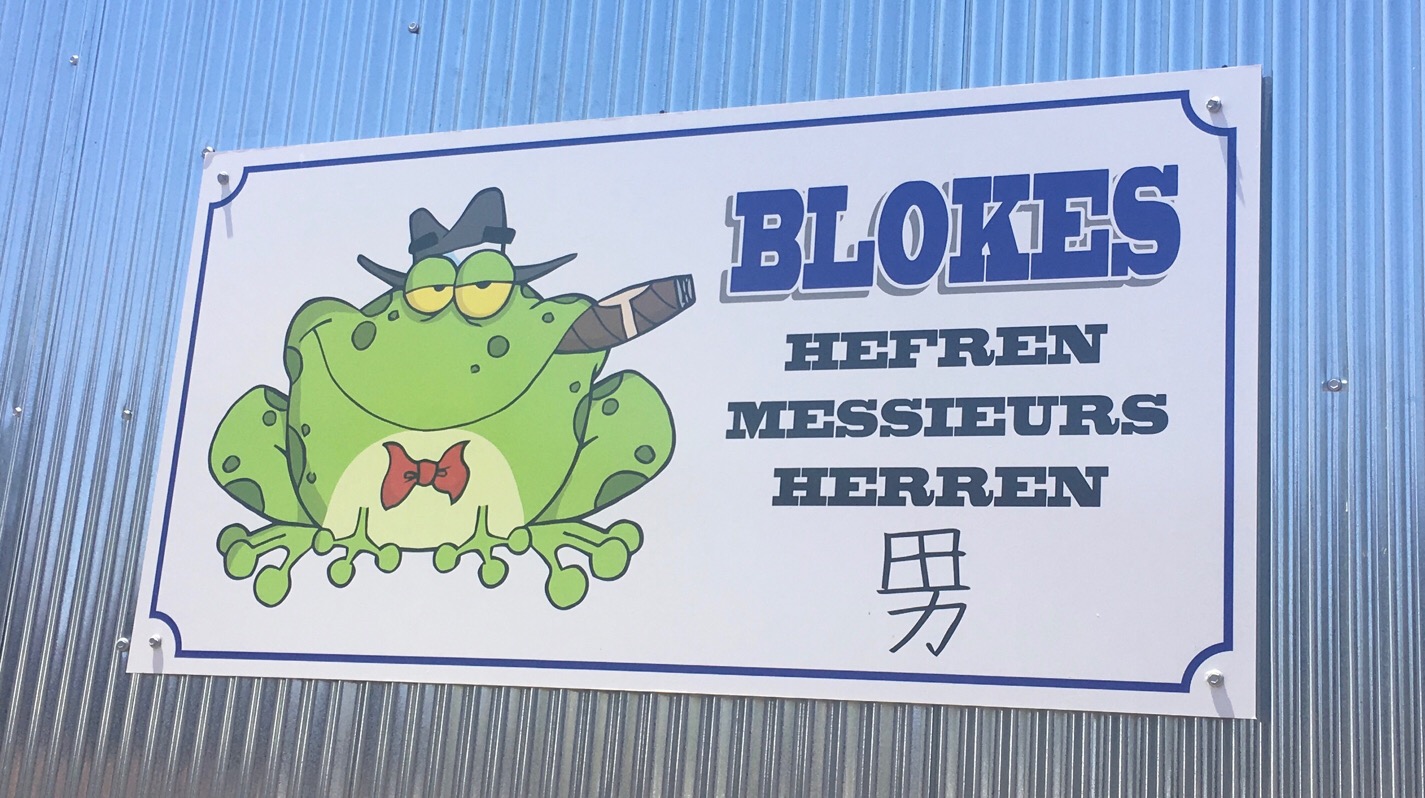 BLOKES
HEFREN
MESSIEURS
HERREN
男